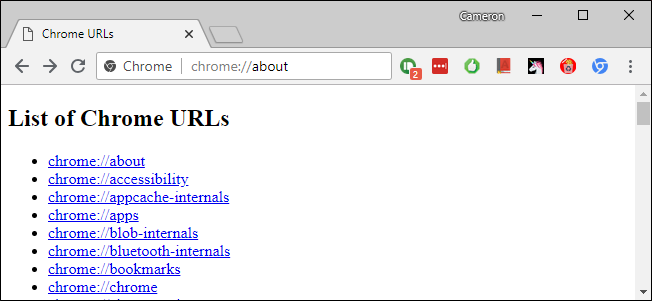 Cameron
Chrome URLs
Chrome | chrome://about
2
List of Chrome URLs
• chrome://about
• chrome://accessibility
• chrome://appcache-internals
• chrome://apps
• chrome://blob-internals
• chrome://bluetooth-internals
• chrome://bookmarks
• chrome://chrome